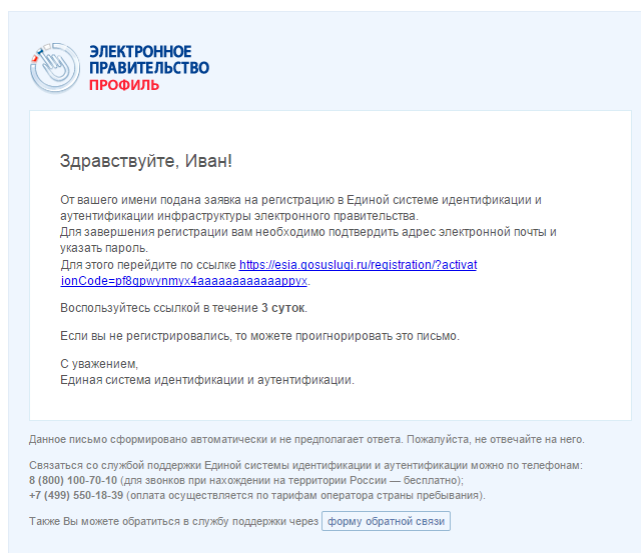 ЭЛЕКТРОННОЕ
ПРАВИТЕЛЬСТВО
ПРОФИЛЬ
Здравствуйте, Иван!
От вашего имени подана заявка на регистрацию в Единой системе идентификации и
аутентификации инфраструктуры электронного правительства.
Для завершения регистрации вам необходимо подтвердить адрес электронной почты и
указать пароль.
Для этого перейдите по ссылке https://esia.gosuslugi.ru/registration/?activat
ionCode=pf8gpwynmyx4aaaaaaaaaaaappyx.
Воспользуйтесь ссылкой в течение 3 суток.
Если вы не регистрировались, то можете проигнорировать это письмо.
С уважением,
Единая система идентификации и аутентификации.
Данное письмо сформировано автоматически и не предполагает ответа. Пожалуйста, не отвечайте на него.
Связаться со службой поддержки Единой системы идентификации и аутентификации можно по телефонам:
8 (800) 100-70-10 (для звонков при нахождении на территории России — бесплатно);
+7 (499) 550-18-39 (оплата осуществляется по тарифам оператора страны пребывания).
Также Вы можете обратиться в службу поддержки через форму обратной связи